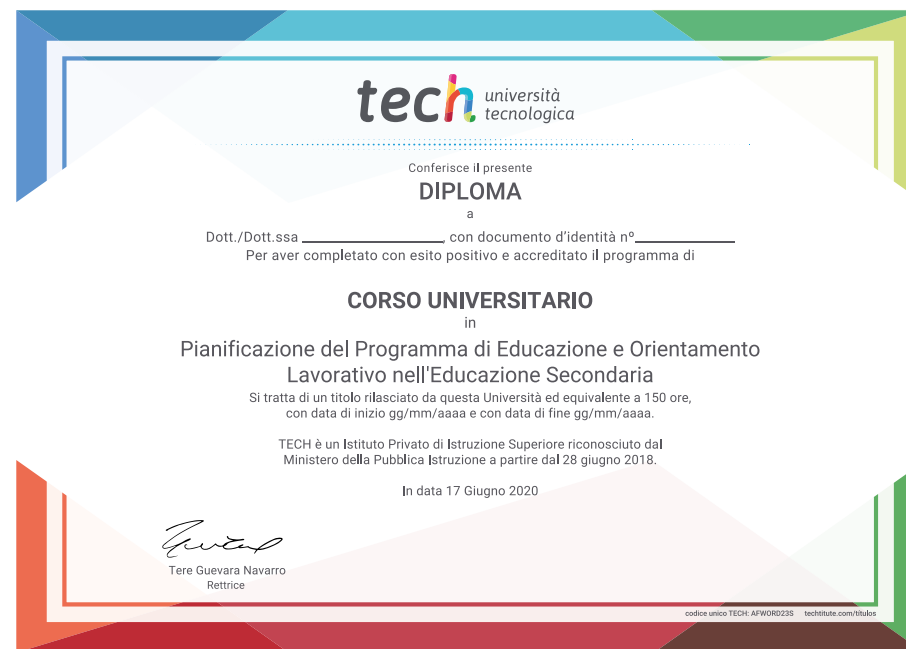 tech università
tecnologica
Conferisce il presente
DIPLOMA
a
Dott./Dott.ssa ____________________, con documento d'identità nº______________
Per aver completato con esito positivo e accreditato il programma di
CORSO UNIVERSITARIO
in
Pianificazione del Programma di Educazione e Orientamento
Lavorativo nell'Educazione Secondaria
Si tratta di un titolo rilasciato da questa Università ed equivalente a 150 ore,
con data di inizio gg/mm/aaaa e con data di fine gg/mm/aaaa.
TECH è un Istituto Privato di Istruzione Superiore riconosciuto dal
Ministero della Pubblica Istruzione a partire dal 28 giugno 2018.
In data 17 Giugno 2020
Tere Guevara Navarro
Rettrice
codice unico TECH: AFWORD23S techtitute.com/titulos